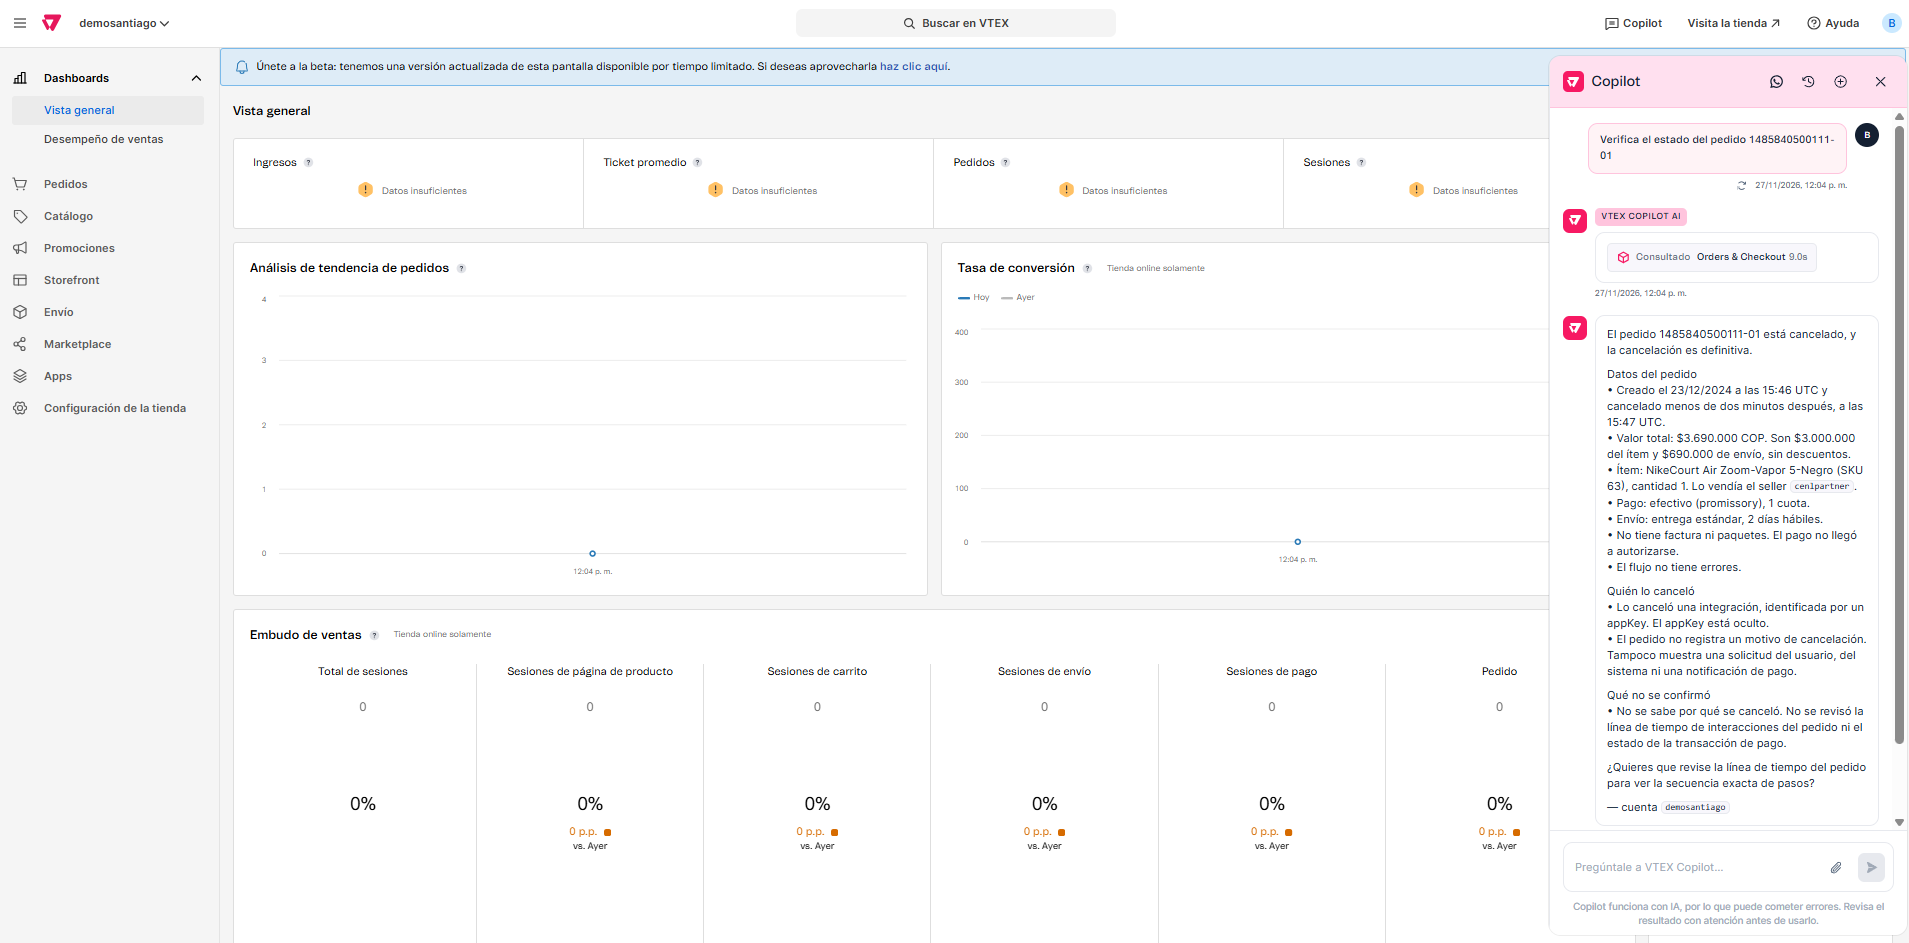 demosantiago
Buscar en VTEX
Copilot
Visita la tienda
Ayuda
B
Dashboards
Vista general
Desempeño de ventas
Pedidos
Catálogo
Promociones
Storefront
Envío
Marketplace
Apps
Configuración de la tienda
Únete a la beta: tenemos una versión actualizada de esta pantalla disponible por tiempo limitado. Si deseas aprovecharla haz clic aquí.
Vista general
Ingresos ?
! Datos insuficientes
Ticket promedio ?
! Datos insuficientes
Pedidos ?
! Datos insuficientes
Sesiones ?
! Datos insuficientes
Análisis de tendencia de pedidos ?
4
3
2
1
0
12:04 p. m.
Tasa de conversión ? Tienda online solamente
Hoy Ayer
400
300
200
100
0
12:04 p. m.
Embudo de ventas ? Tienda online solamente
Total de sesiones
0
0%
Sesiones de página de producto
0
0%
0 p.p.
vs. Ayer
Sesiones de carrito
0
0%
0 p.p.
vs. Ayer
Sesiones de envío
0
0%
0 p.p.
vs. Ayer
Sesiones de pago
0
0%
0 p.p.
vs. Ayer
Pedido
0
0%
0 p.p.
vs. Ayer
Copilot
Verifica el estado del pedido 1485840500111-
01
B
27/11/2026, 12:04 p. m.
VTEX COPILOT AI
Consultado Orders & Checkout 9.0s
27/11/2026, 12:04 p. m.
El pedido 1485840500111-01 está cancelado, y
la cancelación es definitiva.
Datos del pedido
• Creado el 23/12/2024 a las 15:46 UTC y
cancelado menos de dos minutos después, a las
15:47 UTC.
• Valor total: $3.690.000 COP. Son $3.000.000
del ítem y $690.000 de envío, sin descuentos.
• Ítem: NikeCourt Air Zoom-Vapor 5-Negro (SKU
63), cantidad 1. Lo vendía el seller cenlpartner.
• Pago: efectivo (promissory), 1 cuota.
• Envío: entrega estándar, 2 días hábiles.
• No tiene factura ni paquetes. El pago no llegó
a autorizarse.
• El flujo no tiene errores.
Quién lo canceló
• Lo canceló una integración, identificada por un
appKey. El appKey está oculto.
• El pedido no registra un motivo de cancelación.
Tampoco muestra una solicitud del usuario, del
sistema ni una notificación de pago.
Qué no se confirmó
• No se sabe por qué se canceló. No se revisó la
línea de tiempo de interacciones del pedido ni el
estado de la transacción de pago.
¿Quieres que revise la línea de tiempo del pedido
para ver la secuencia exacta de pasos?
— cuenta demosantiago
Pregúntale a VTEX Copilot...
Copilot funciona con IA, por lo que puede cometer errores. Revisa el
resultado con atención antes de usarlo.